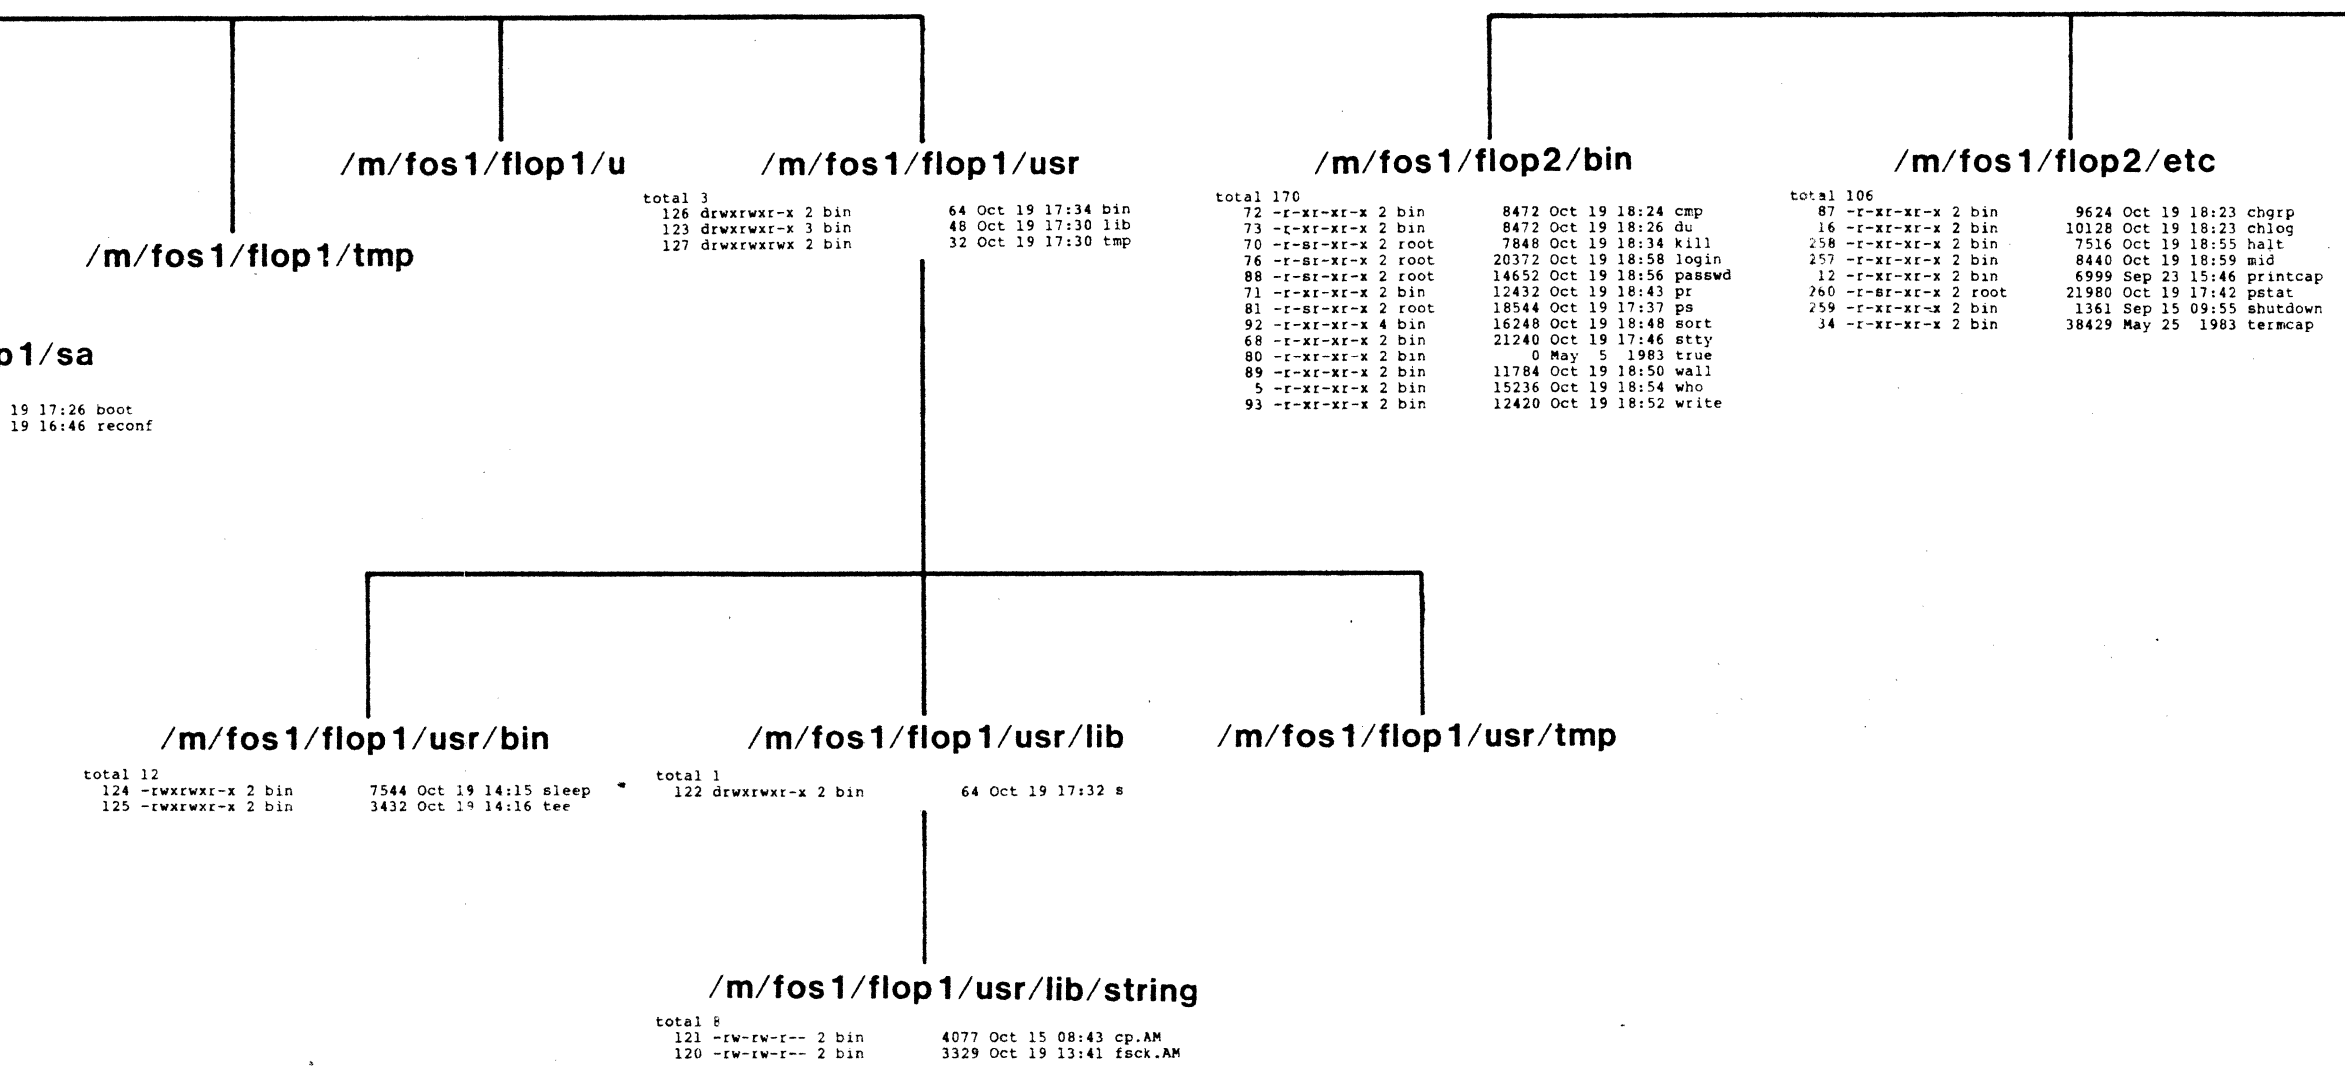 /m/fos1/flop1/u
/m/fos1/flop1/usr
total 3
126 drwxrwxr-x 2 bin 64 Oct 19 17:34 bin
123 drwxrwxr-x 3 bin 48 Oct 19 17:30 lib
127 drwxrwxrwx 2 bin 32 Oct 19 17:30 tmp
/m/fos1/flop2/bin
total 170
72 -r-xr-xr-x 2 bin 8472 Oct 19 18:24 cmp
73 -r-xr-xr-x 2 bin 8472 Oct 19 18:26 du
70 -r-sr-xr-x 2 root 7848 Oct 19 18:34 kill
76 -r-sr-xr-x 2 root 20372 Oct 19 18:58 login
88 -r-sr-xr-x 2 root 14652 Oct 19 18:56 passwd
71 -r-xr-xr-x 2 bin 12432 Oct 19 18:43 pr
81 -r-sr-xr-x 2 root 18544 Oct 19 17:37 ps
92 -r-xr-xr-x 4 bin 16248 Oct 19 18:48 sort
68 -r-xr-xr-x 2 bin 21240 Oct 19 17:46 stty
80 -r-xr-xr-x 2 bin 0 May 5 1983 true
89 -r-xr-xr-x 2 bin 11784 Oct 19 18:50 wall
5 -r-xr-xr-x 2 bin 15236 Oct 19 18:54 who
93 -r-xr-xr-x 2 bin 12420 Oct 19 18:52 write
/m/fos1/flop2/etc
total 106
87 -r-xr-xr-x 2 bin 9624 Oct 19 18:23 chgrp
16 -r-xr-xr-x 2 bin 10128 Oct 19 18:23 chlog
258 -r-xr-xr-x 2 bin 7516 Oct 19 18:55 halt
257 -r-xr-xr-x 2 bin 8440 Oct 19 18:59 mid
12 -r-xr-xr-x 2 bin 6999 Sep 23 15:46 printcap
260 -r-sr-xr-x 2 root 21980 Oct 19 17:42 pstat
259 -r-xr-xr-x 2 bin 1361 Sep 15 09:55 shutdown
34 -r-xr-xr-x 2 bin 38429 May 25 1983 termcap
/m/fos1/flop1/tmp
p1/sa
19 17:26 boot
19 16:46 reconf
/m/fos1/flop1/usr/bin
total 12
124 -rwxrwxr-x 2 bin 7544 Oct 19 14:15 sleep
125 -rwxrwxr-x 2 bin 3432 Oct 19 14:16 tee
/m/fos1/flop1/usr/lib
total 1
122 drwxrwxr-x 2 bin 64 Oct 19 17:32 s
/m/fos1/flop1/usr/tmp
/m/fos1/flop1/usr/lib/string
total 8
121 -rw-rw-r-- 2 bin 4077 Oct 15 08:43 cp.AM
120 -rw-rw-r-- 2 bin 3329 Oct 19 13:41 fsck.AM